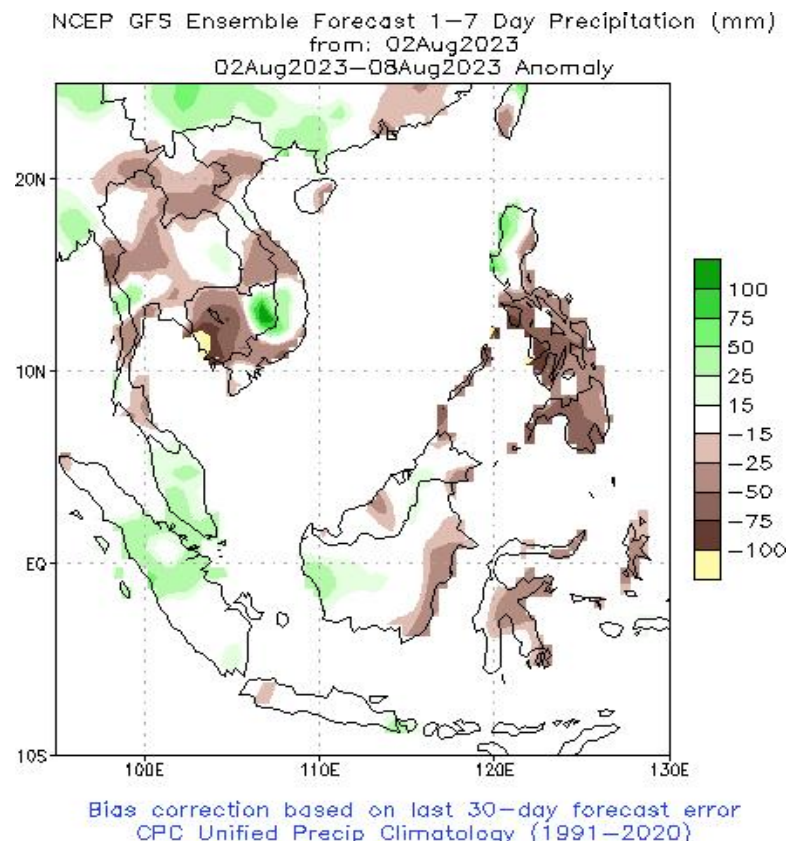 NCEP GFS Ensemble Forecast 1–7 Day Precipitation (mm)
from: 02Aug2023
02Aug2023–08Aug2023 Anomaly
20N
10N
EQ
10S
100E
110E
120E
130E
100
75
50
25
15
−15
−25
−50
−75
−100
Bias correction based on last 30–day forecast error
CPC Unified Precip Climatology (1991–2020)